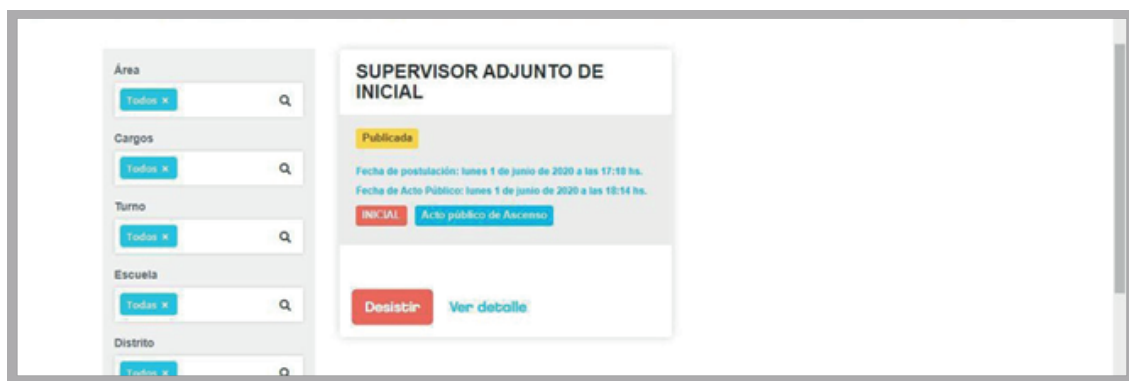 Área
Todos ×
Cargos
Todos ×
Turno
Todos ×
Escuela
Todas ×
Distrito
Todos ×
SUPERVISOR ADJUNTO DE
INICIAL
Publicada
Fecha de postulación: lunes 1 de junio de 2020 a las 17:18 hs.
Fecha de Acto Público: lunes 1 de junio de 2020 a las 18:14 hs.
INICIAL Acto público de Ascenso
Desistir Ver detalle